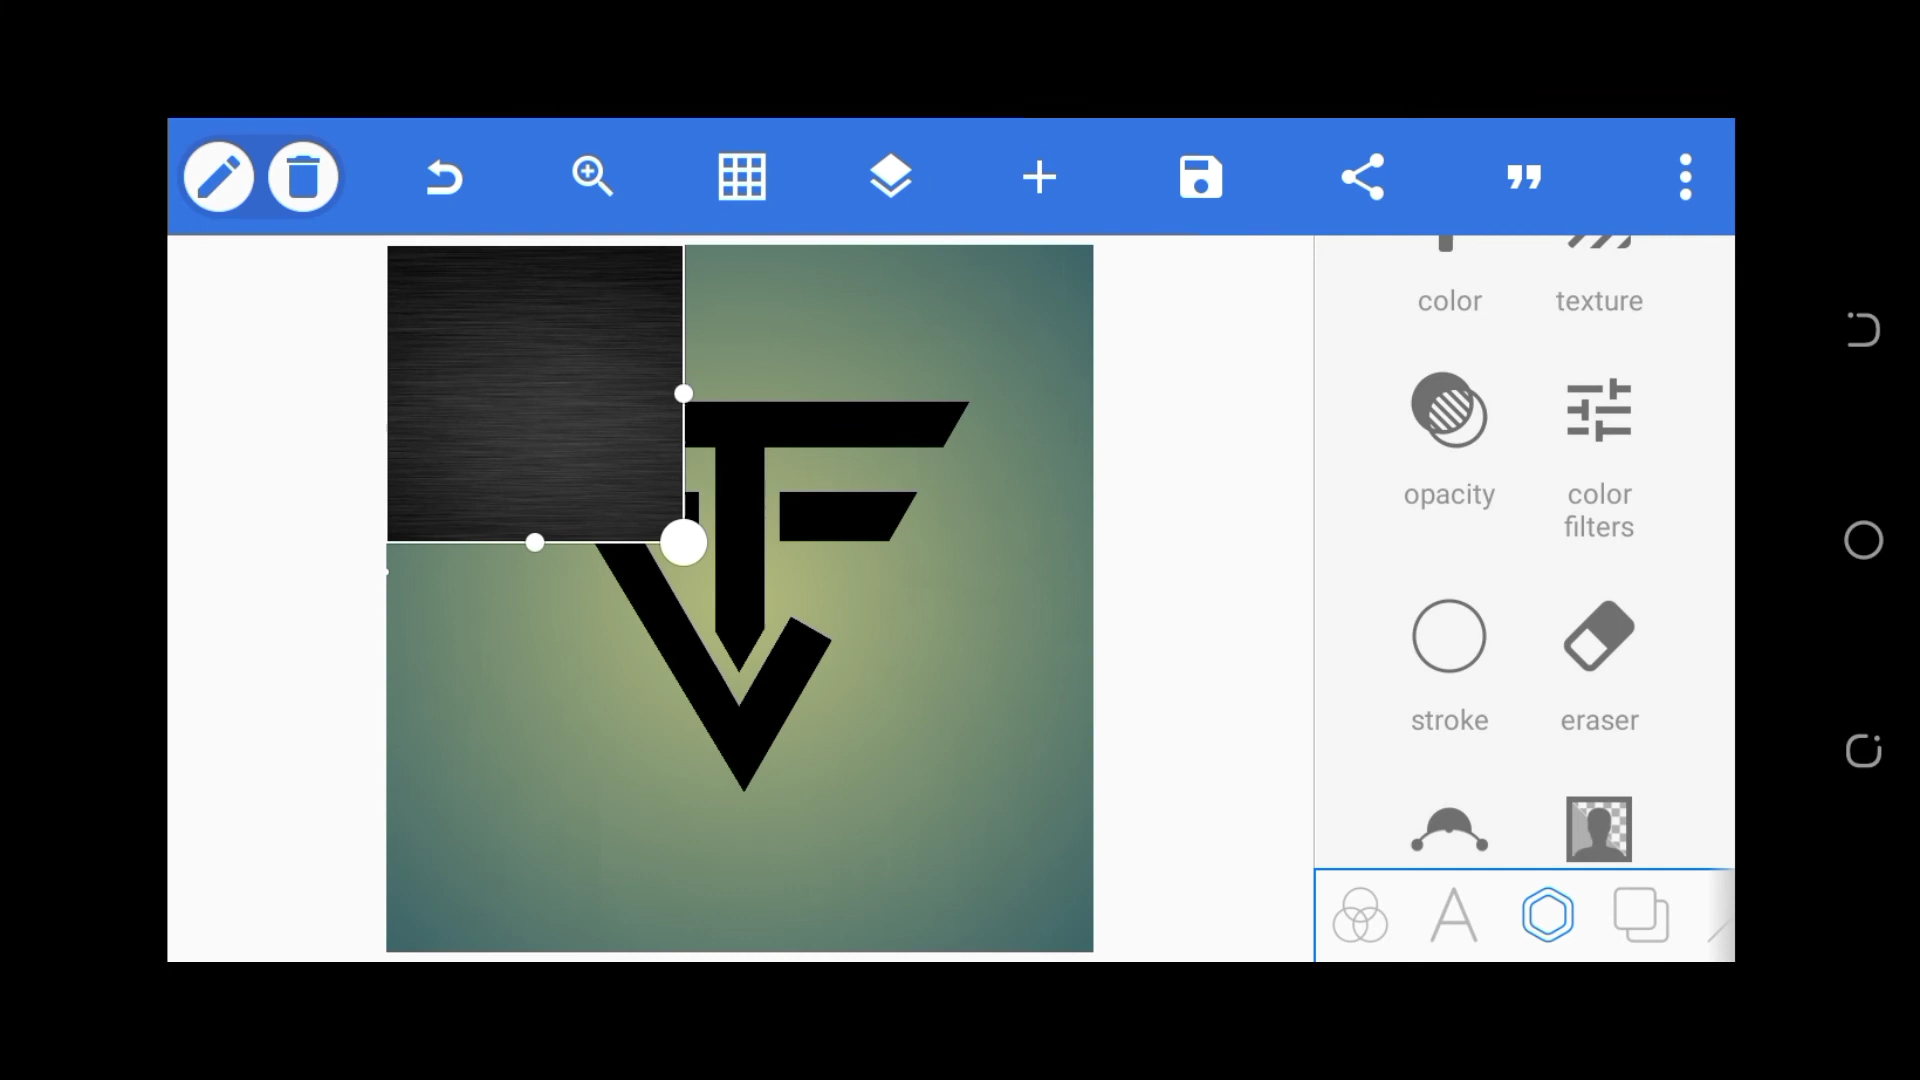 color
texture
opacity
color
filters
stroke
eraser